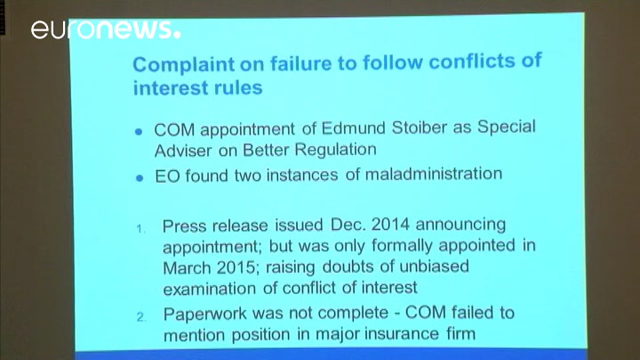 euronews.
Complaint on failure to follow conflicts of
interest rules
• COM appointment of Edmund Stoiber as Special
Adviser on Better Regulation
• EO found two instances of maladministration
1. Press release issued Dec. 2014 announcing
appointment; but was only formally appointed in
March 2015; raising doubts of unbiased
examination of conflict of interest
2. Paperwork was not complete - COM failed to
mention position in major insurance firm